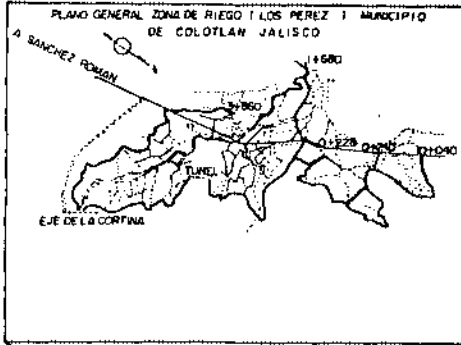 PLANO GENERAL ZONA DE RIEGO ( LOS PEREZ ) MUNICIPIO
DE COLOTLAN JALISCO
A. SANCHEZ ROMAN
1+680
3+860
0+228
0+040
TUNEL
EJE DE LA CORTINA